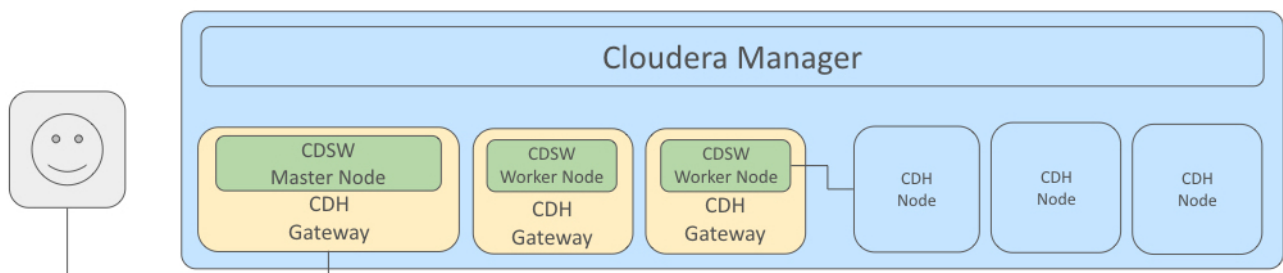 Cloudera Manager
CDSW
Master Node
CDH
Gateway
CDSW
Worker Node
CDH
Gateway
CDSW
Worker Node
CDH
Gateway
CDH
Node
CDH
Node
CDH
Node